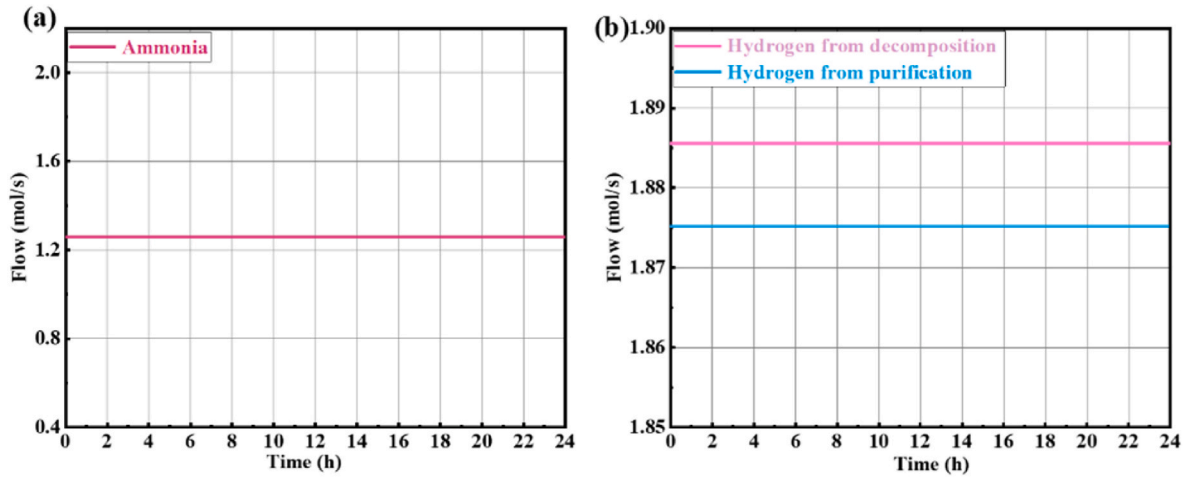 (a)
Ammonia
2.0
1.6
1.2
0.8
0.4
Flow (mol/s)
0 2 4 6 8 10 12 14 16 18 20 22 24
Time (h)
(b)
Hydrogen from decomposition
Hydrogen from purification
1.90
1.89
1.88
1.87
1.86
1.85
Flow (mol/s)
0 2 4 6 8 10 12 14 16 18 20 22 24
Time (h)